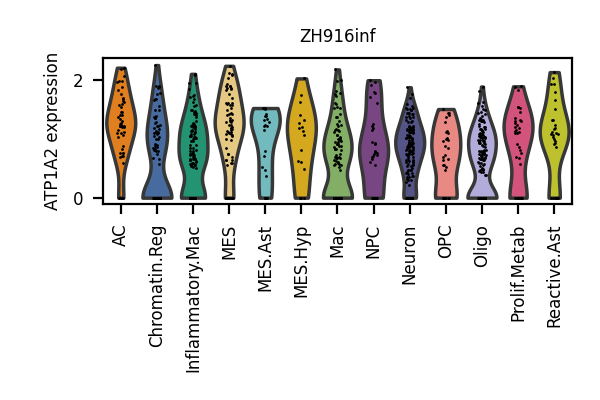 ZH916inf
ATP1A2 expression
2
0
AC
Chromatin.Reg
Inflammatory.Mac
MES
MES.Ast
MES.Hyp
Mac
NPC
Neuron
OPC
Oligo
Prolif.Metab
Reactive.Ast